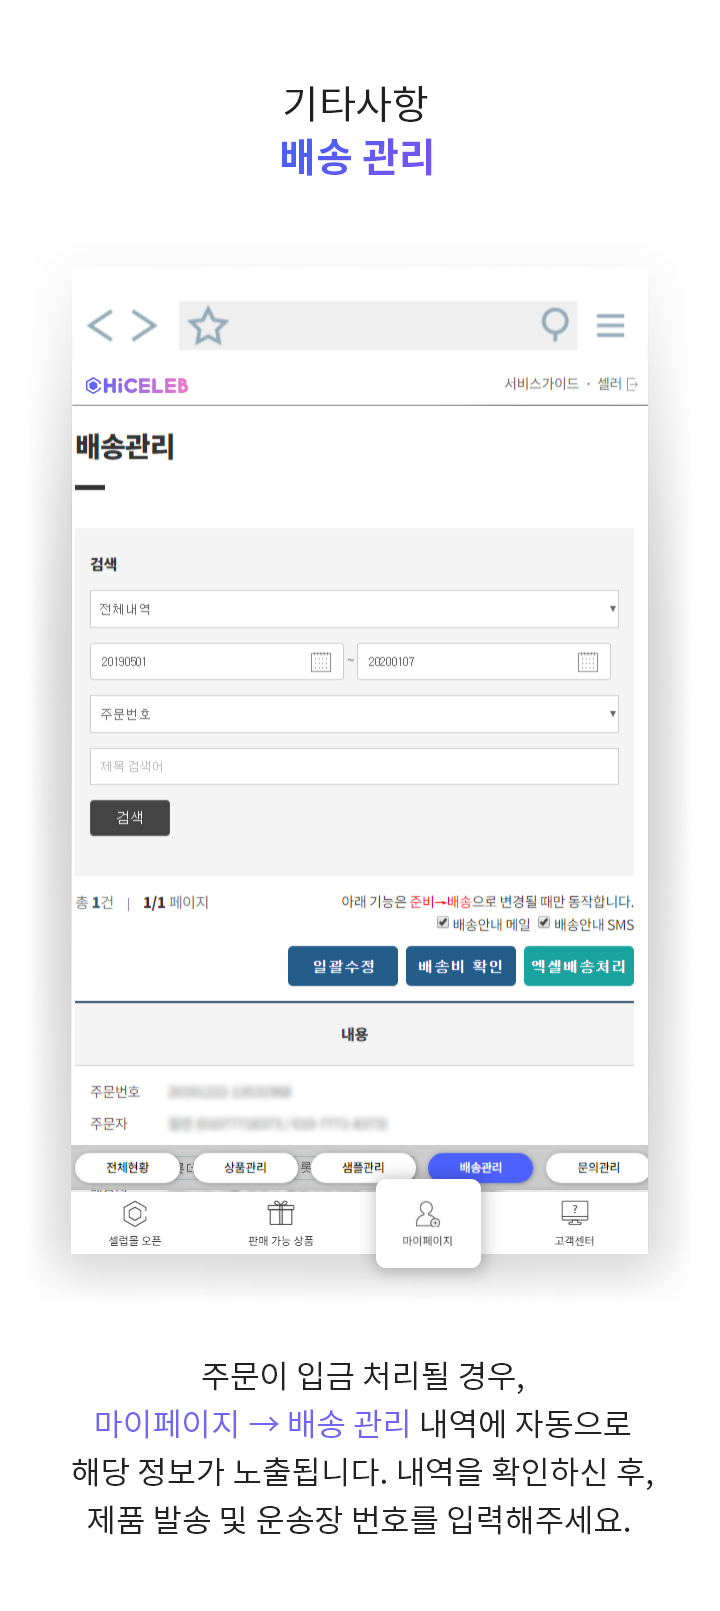 기타사항
배송 관리
HiCELEB
서비스가이드 · 셀러
배송관리
검색
전체내역
20190501 ~ 20200107
주문번호
제목 검색어
검색
총 1건 | 1/1 페이지
아래 기능은 준비→배송으로 변경될 때만 동작합니다.
배송안내 메일 배송안내 SMS
일괄수정 배송비 확인 엑셀배송처리
내용
주문번호
주문자
전체현황 상품관리 샘플관리 배송관리 문의관리
셀럽몰 오픈 판매 가능 상품 마이페이지 고객센터
주문이 입금 처리될 경우,
마이페이지 → 배송 관리 내역에 자동으로
해당 정보가 노출됩니다. 내역을 확인하신 후,
제품 발송 및 운송장 번호를 입력해주세요.